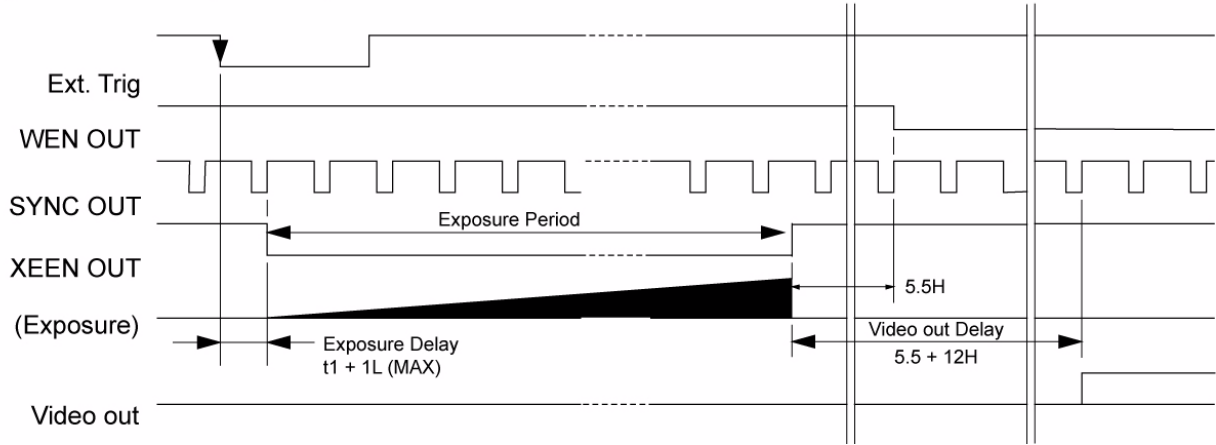 Ext. Trig
WEN OUT
SYNC OUT
Exposure Period
XEEN OUT
5.5H
(Exposure)
Exposure Delay
t1 + 1L (MAX)
Video out Delay
5.5 + 12H
Video out